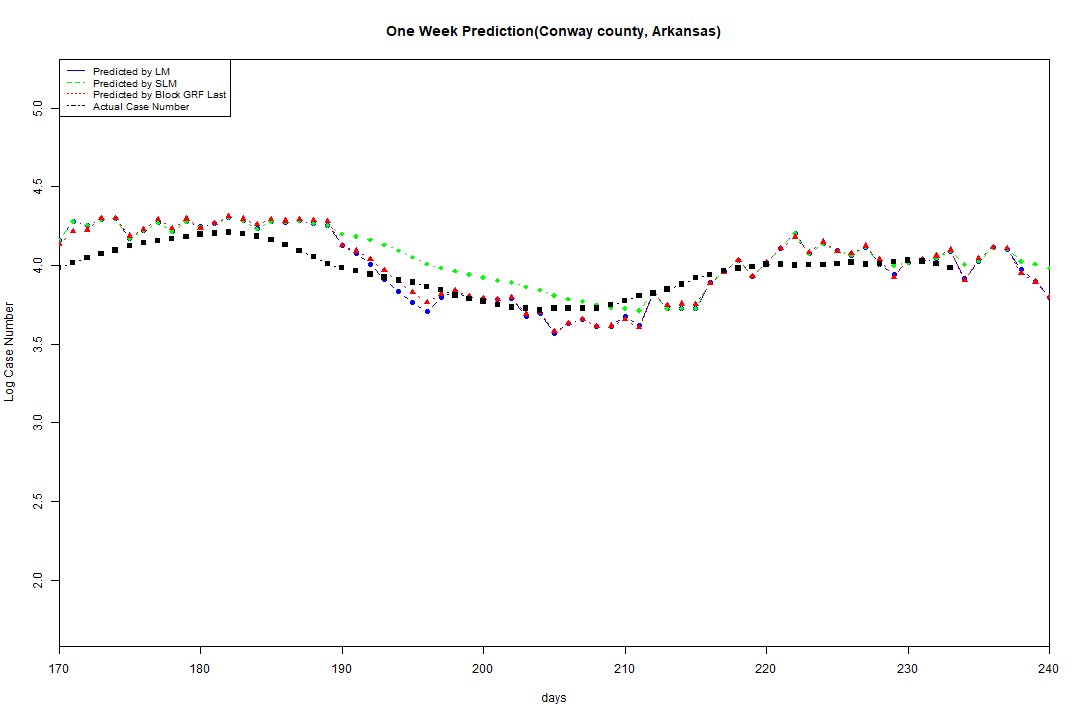 One Week Prediction(Conway county, Arkansas)
Predicted by LM
Predicted by SLM
Predicted by Block GRF Last
Actual Case Number
Log Case Number
5.0
4.5
4.0
3.5
3.0
2.5
2.0
170 180 190 200 210 220 230 240
days